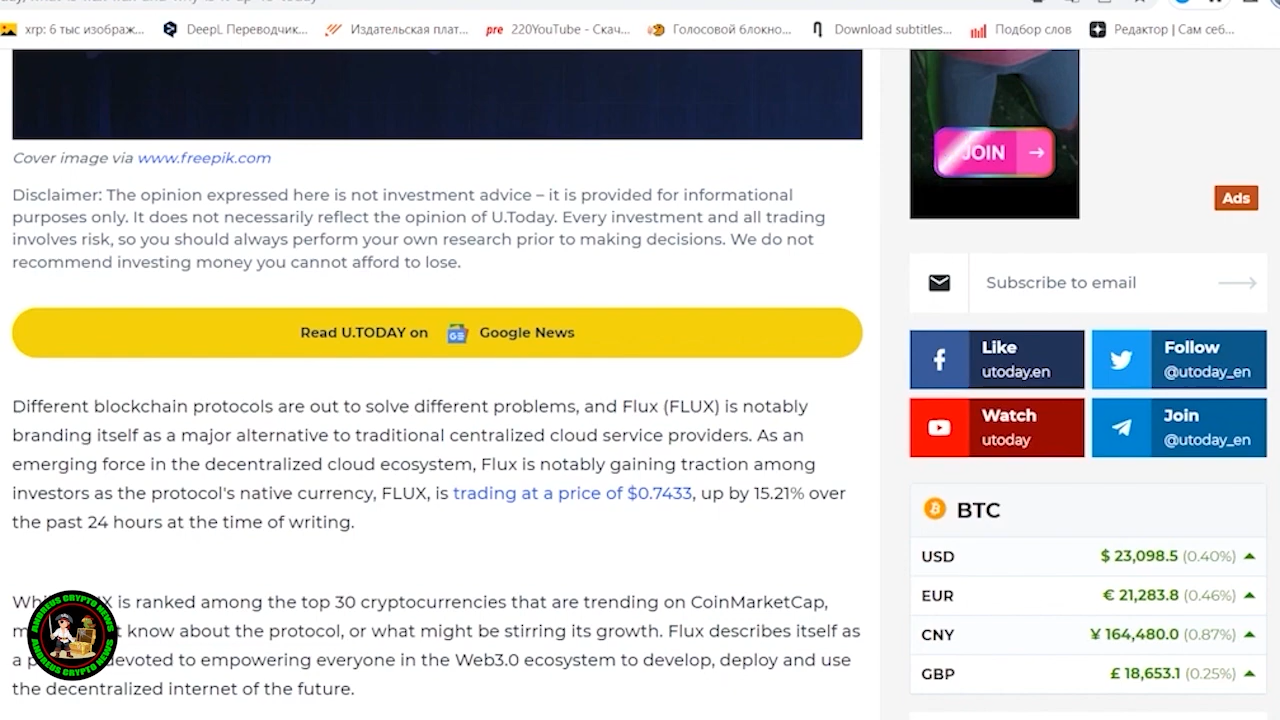 xrp: 6 тыс изображ...
DeepL Переводчик...
Издательская плат...
pre 220YouTube - Скач...
Голосовой блокно...
Download subtitles...
Подбор слов
Редактор | Сам себ...
Cover image via www.freepik.com
Disclaimer: The opinion expressed here is not investment advice – it is provided for informational
purposes only. It does not necessarily reflect the opinion of U.Today. Every investment and all trading
involves risk, so you should always perform your own research prior to making decisions. We do not
recommend investing money you cannot afford to lose.
Read U.TODAY on GE Google News
Different blockchain protocols are out to solve different problems, and Flux (FLUX) is notably
branding itself as a major alternative to traditional centralized cloud service providers. As an
emerging force in the decentralized cloud ecosystem, Flux is notably gaining traction among
investors as the protocol's native currency, FLUX, is trading at a price of $0.7433, up by 15.21% over
the past 24 hours at the time of writing.
is ranked among the top 30 cryptocurrencies that are trending on CoinMarketCap,
know about the protocol, or what might be stirring its growth. Flux describes itself as
a devoted to empowering everyone in the Web3.0 ecosystem to develop, deploy and use
the decentralized internet of the future.
ANDREUS CRYPTO NEWS
ANDREUS CRYPTO NEWS
JOIN
Ads
Subscribe to email
Like
utoday.en
Follow
@utoday_en
Watch
utoday
Join
@utoday_en
BTC
USD $ 23,098.5 (0.40%)
EUR € 21,283.8 (0.46%)
CNY ¥ 164,480.0 (0.87%)
GBP £ 18,653.1 (0.25%)